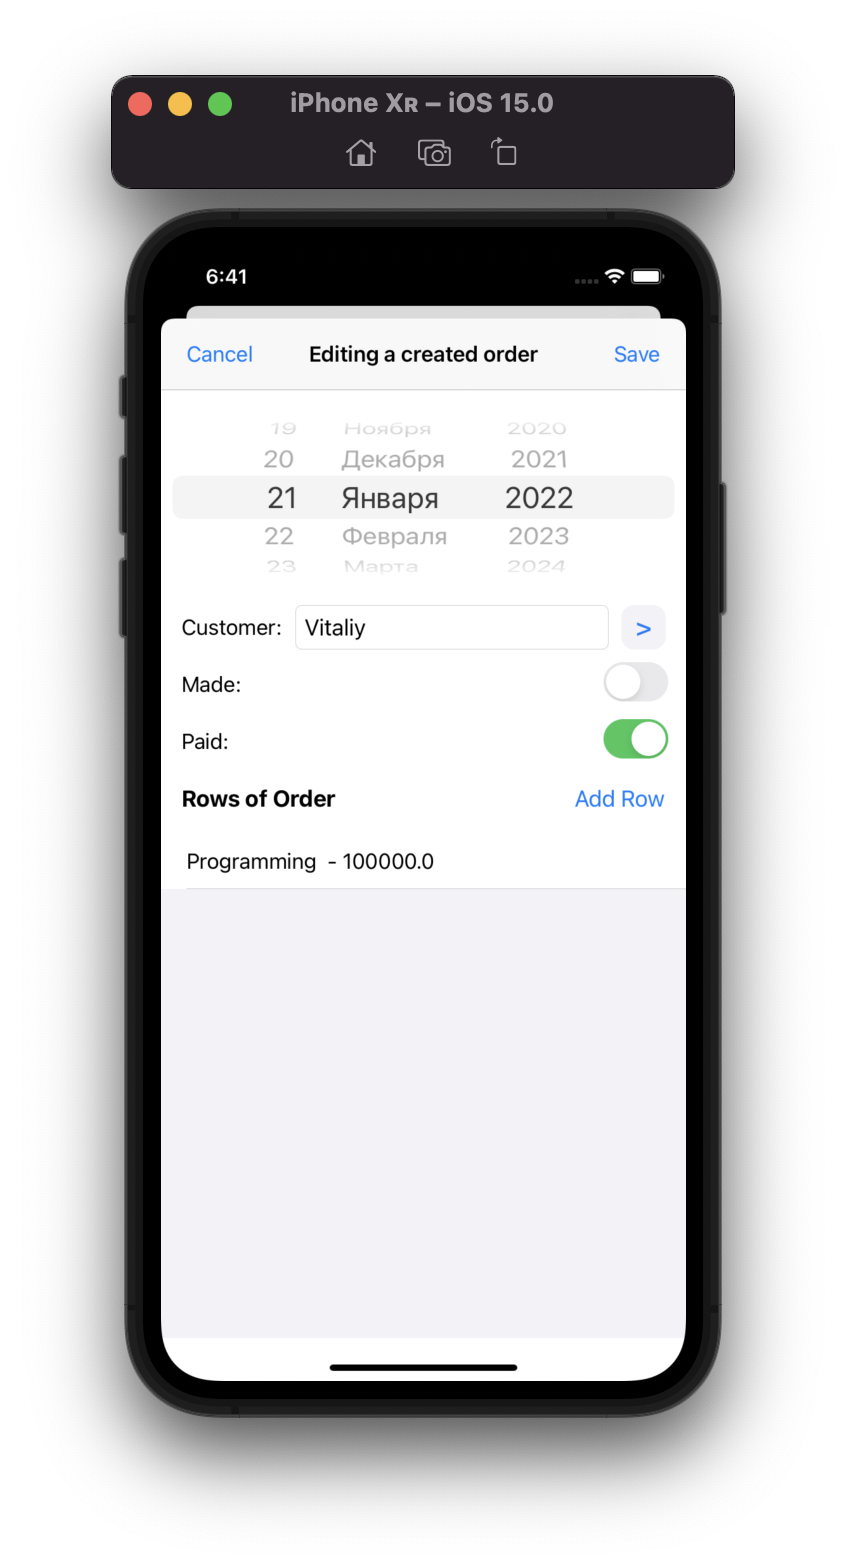 iPhone Xʀ – iOS 15.0
6:41
Cancel Editing a created order Save
19 Ноября 2020
20 Декабря 2021
21 Января 2022
22 Февраля 2023
23 Марта 2024
Customer: Vitaliy >
Made:
Paid:
Rows of Order Add Row
Programming - 100000.0